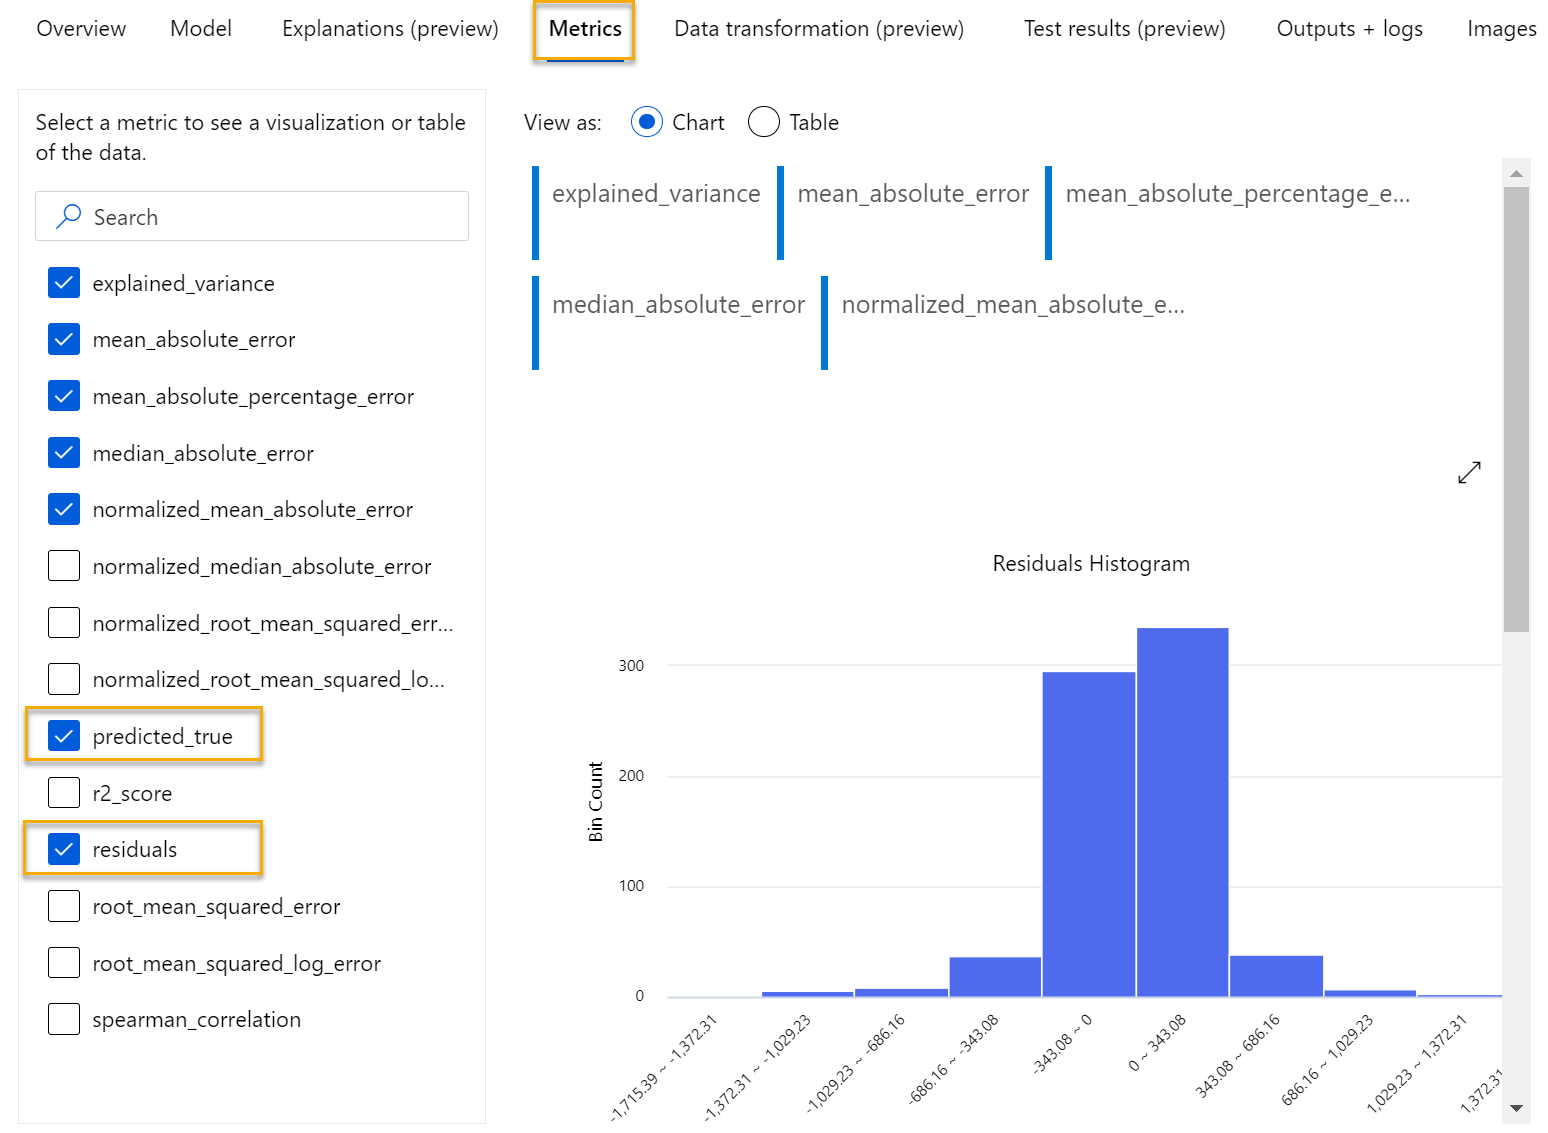 Overview Model Explanations (preview) Metrics Data transformation (preview) Test results (preview) Outputs + logs Images
Select a metric to see a visualization or table
of the data.
Search
explained_variance
mean_absolute_error
mean_absolute_percentage_error
median_absolute_error
normalized_mean_absolute_error
normalized_median_absolute_error
normalized_root_mean_squared_err...
normalized_root_mean_squared_lo...
predicted_true
r2_score
residuals
root_mean_squared_error
root_mean_squared_log_error
spearman_correlation
View as: Chart Table
explained_variance mean_absolute_error mean_absolute_percentage_e...
median_absolute_error normalized_mean_absolute_e...
Residuals Histogram
Bin Count
300
200
100
0
-1,715.39 ~ -1,372.31
-1,372.31 ~ -1,029.23
-1,029.23 ~ -686.16
-686.16 ~ -343.08
-343.08 ~ 0
0 ~ 343.08
343.08 ~ 686.16
686.16 ~ 1,029.23
1,029.23 ~ 1,372.31
1,372.31